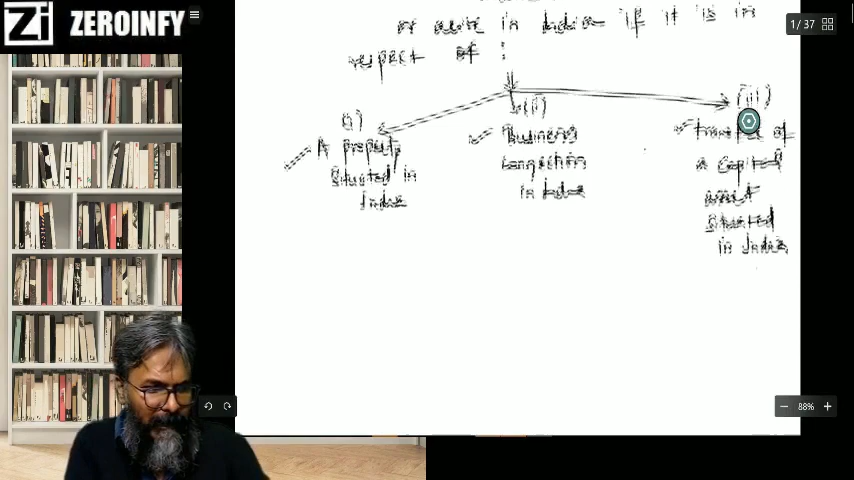 Zi ZEROINFY
1/37
or arise in India if it is in
respect of :
(i)
A property
situated in
India
(ii)
Business
Connection
in India
(iii)
transfer of
a capital
asset
situated
in India
88%